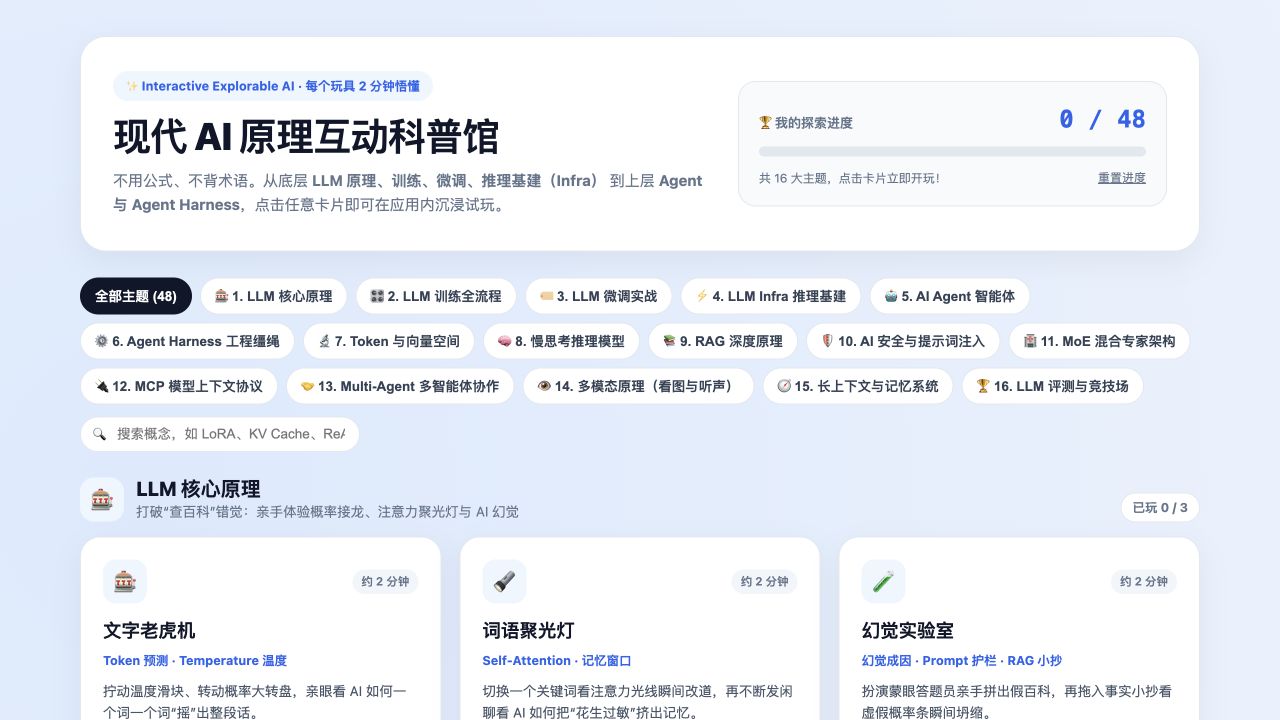 ✨ Interactive Explorable AI · 每个玩具 2 分钟悟懂
现代 AI 原理互动科普馆
不用公式、不背术语。从底层 LLM 原理、训练、微调、推理基建（Infra） 到上层 Agent
与 Agent Harness，点击任意卡片即可在应用内沉浸试玩。
🏆 我的探索进度
0 / 48
共 16 大主题，点击卡片立即开玩！
重置进度
全部主题 (48)
🎰 1. LLM 核心原理
🎛️ 2. LLM 训练全流程
🏷️ 3. LLM 微调实战
⚡ 4. LLM Infra 推理基建
🤖 5. AI Agent 智能体
⚙️ 6. Agent Harness 工程缰绳
🔬 7. Token 与向量空间
🧠 8. 慢思考推理模型
📚 9. RAG 深度原理
🛡️ 10. AI 安全与提示词注入
🏥 11. MoE 混合专家架构
🔌 12. MCP 模型上下文协议
🤝 13. Multi-Agent 多智能体协作
👁️ 14. 多模态原理（看图与听声）
🧭 15. 长上下文与记忆系统
🏆 16. LLM 评测与竞技场
🔍 搜索概念，如 LoRA、KV Cache、Re
LLM 核心原理
打破“查百科”错觉：亲手体验概率接龙、注意力聚光灯与 AI 幻觉
已玩 0 / 3
约 2 分钟
文字老虎机
Token 预测 · Temperature 温度
拧动温度滑块、转动概率大转盘，亲眼看 AI 如何一
个词一个词“摇”出整段话。
约 2 分钟
词语聚光灯
Self-Attention · 记忆窗口
切换一个关键词看注意力光线瞬间改道，再不断发闲
聊看 AI 如何把“花生过敏”挤出记忆。
约 2 分钟
幻觉实验室
幻觉成因 · Prompt 护栏 · RAG 小抄
扮演蒙眼答题员亲手拼出假百科，再拖入事实小抄看
虚假概率条瞬间坍缩。